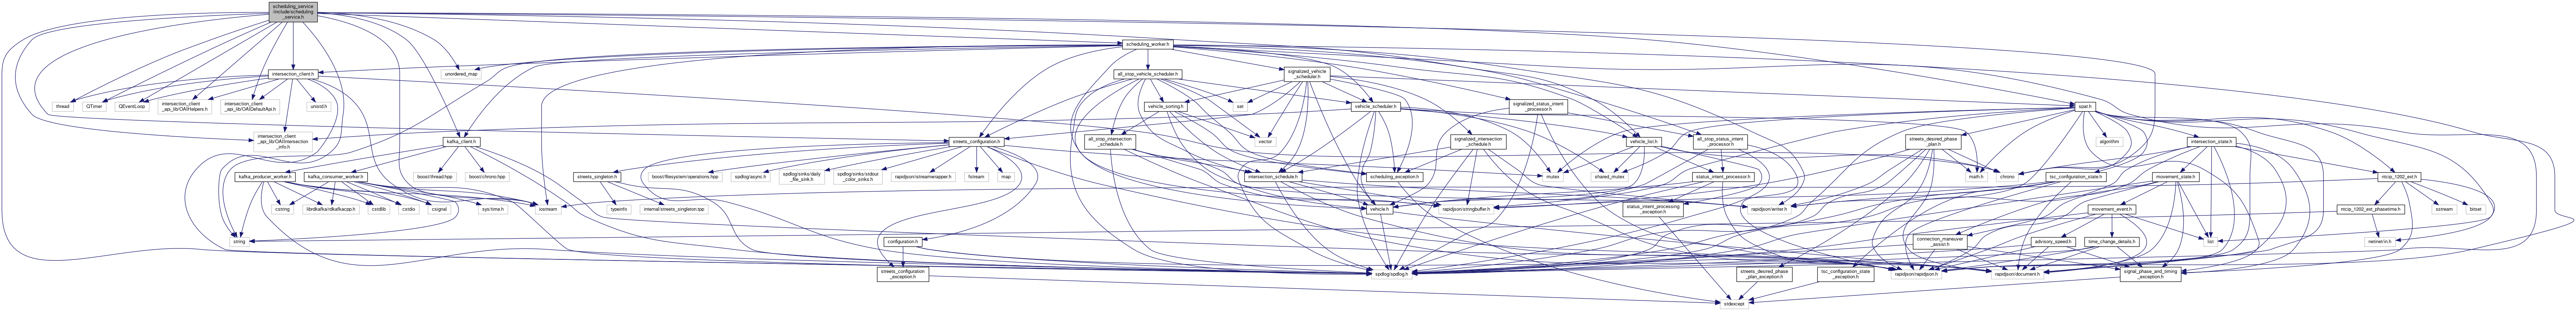 scheduling_service
/include/scheduling
_service.h
scheduling_worker.h
intersection_client.h
unordered_map
all_stop_vehicle_scheduler.h
signalized_vehicle
_scheduler.h
thread
QTimer
QEventLoop
intersection_client
_api_lib/OAIHelpers.h
intersection_client
_api_lib/OAIDefaultApi.h
unistd.h
vehicle_sorting.h
set
vehicle_scheduler.h
signalized_status_intent
_processor.h
spat.h
intersection_client
_api_lib/OAIIntersection
_info.h
kafka_client.h
streets_configuration.h
all_stop_intersection
_schedule.h
vector
signalized_intersection
_schedule.h
vehicle_list.h
all_stop_status_intent
_processor.h
streets_desired_phase
_plan.h
algorithm
intersection_state.h
kafka_producer_worker.h
kafka_consumer_worker.h
boost/thread.hpp
boost/chrono.hpp
streets_singleton.h
boost/filesystem/operations.hpp
spdlog/async.h
spdlog/sinks/daily
_file_sink.h
spdlog/sinks/stdout
_color_sinks.h
rapidjson/istreamwrapper.h
fstream
map
intersection_schedule.h
scheduling_exception.h
mutex
shared_mutex
status_intent_processor.h
math.h
chrono
tsc_configuration_state.h
movement_state.h
ntcip_1202_ext.h
cstring
librdkafka/rdkafkacpp.h
cstdlib
cstdio
csignal
sys/time.h
iostream
typeinfo
internal/streets_singleton.tpp
vehicle.h
rapidjson/stringbuffer.h
status_intent_processing
_exception.h
rapidjson/writer.h
movement_event.h
ntcip_1202_ext_phasetime.h
sstream
bitset
string
configuration.h
connection_maneuver
_assist.h
advisory_speed.h
time_change_details.h
list
netinet/in.h
streets_configuration
_exception.h
spdlog/spdlog.h
streets_desired_phase
_plan_exception.h
tsc_configuration_state
_exception.h
rapidjson/rapidjson.h
rapidjson/document.h
signal_phase_and_timing
_exception.h
stdexcept